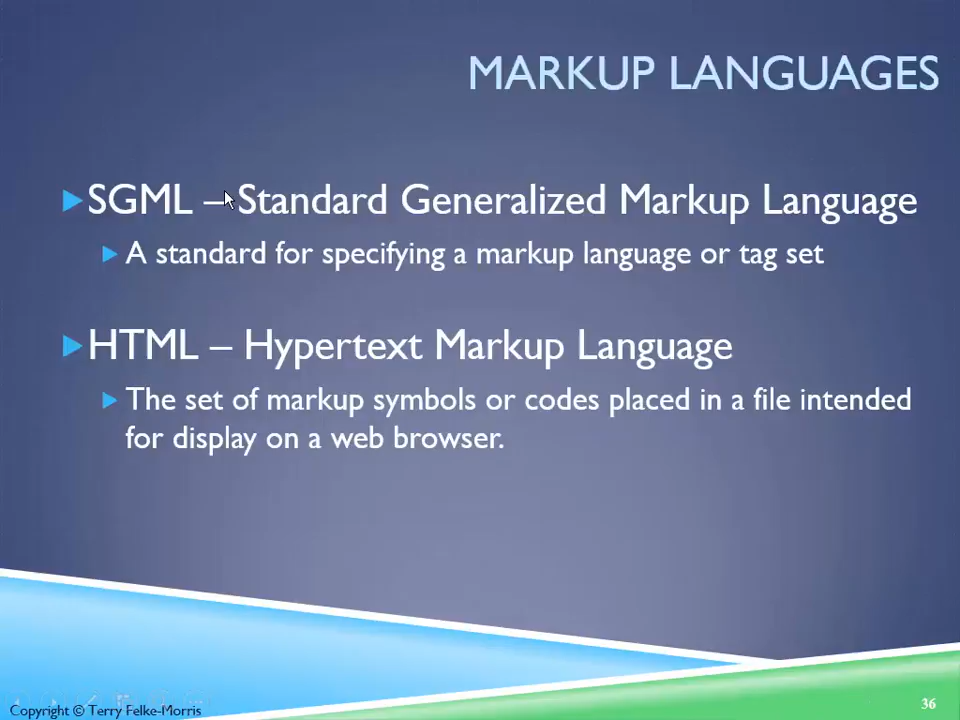 MARKUP LANGUAGES
SGML – Standard Generalized Markup Language
A standard for specifying a markup language or tag set
HTML – Hypertext Markup Language
The set of markup symbols or codes placed in a file intended
for display on a web browser.
Copyright © Terry Felke-Morris
36